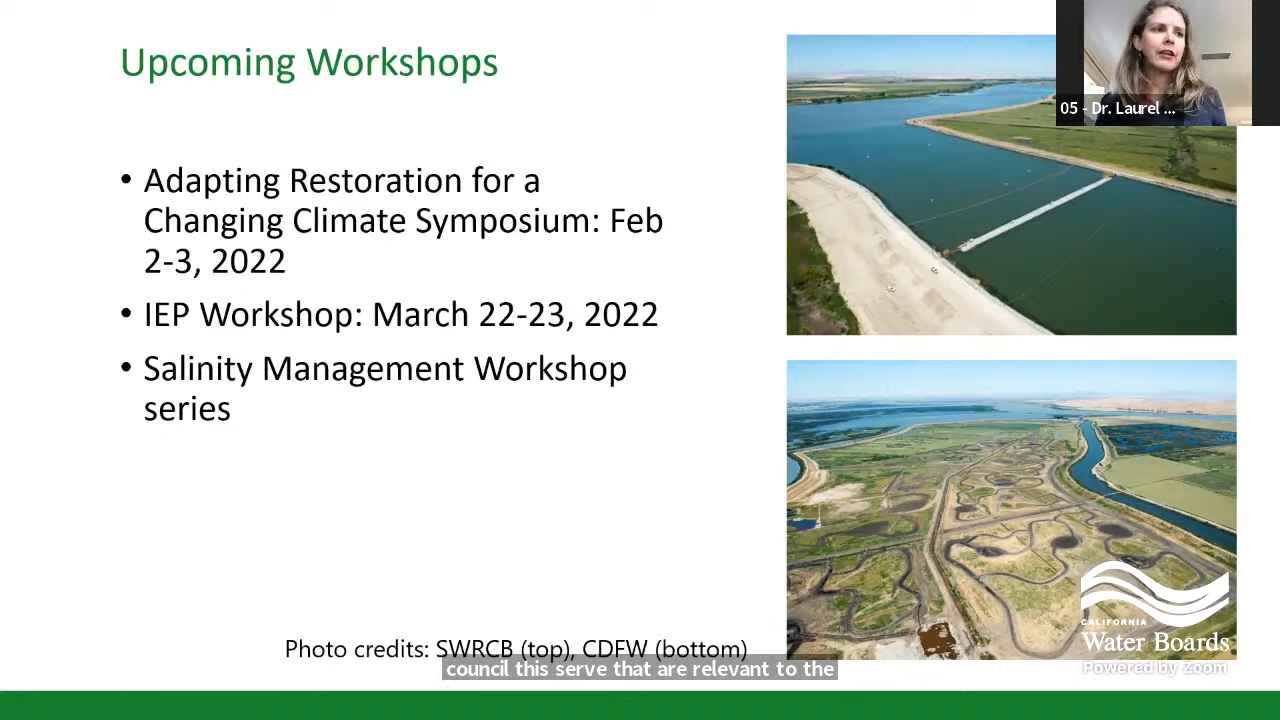 Upcoming Workshops
05 - Dr. Laurel ...
• Adapting Restoration for a
Changing Climate Symposium: Feb
2-3, 2022
• IEP Workshop: March 22-23, 2022
• Salinity Management Workshop
series
CALIFORNIA
Water Boards
Powered by Zoom
Photo credits: SWRCB (top), CDFW (bottom)
council this serve that are relevant to the